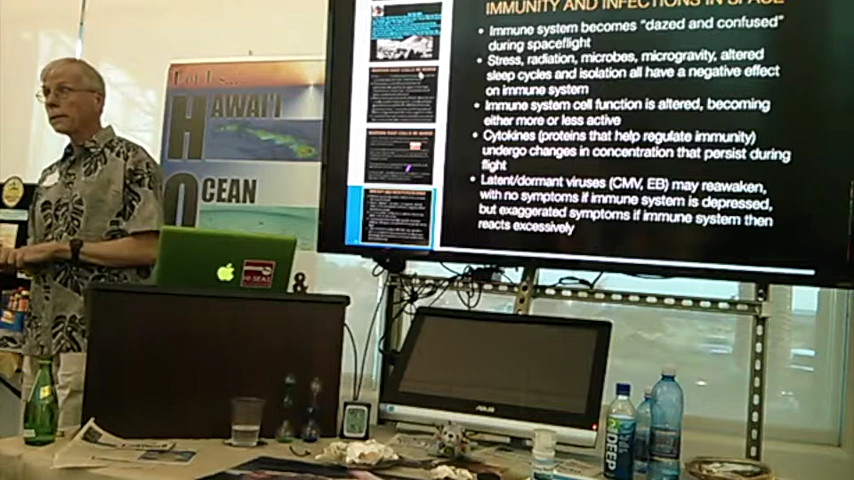 IMMUNITY AND INFECTIONS IN SPACE
• Immune system becomes “dazed and confused”
during spaceflight
• Stress, radiation, microbes, microgravity, altered
sleep cycles and isolation all have a negative effect
on immune system
• Immune system cell function is altered, becoming
either more or less active
• Cytokines (proteins that help regulate immunity)
undergo changes in concentration that persist during
flight
• Latent/dormant viruses (CMV, EB) may reawaken,
with no symptoms if immune system is depressed,
but exaggerated symptoms if immune system then
reacts excessively
HAWAI'I
OCEAN
&
ASUS
DEEP